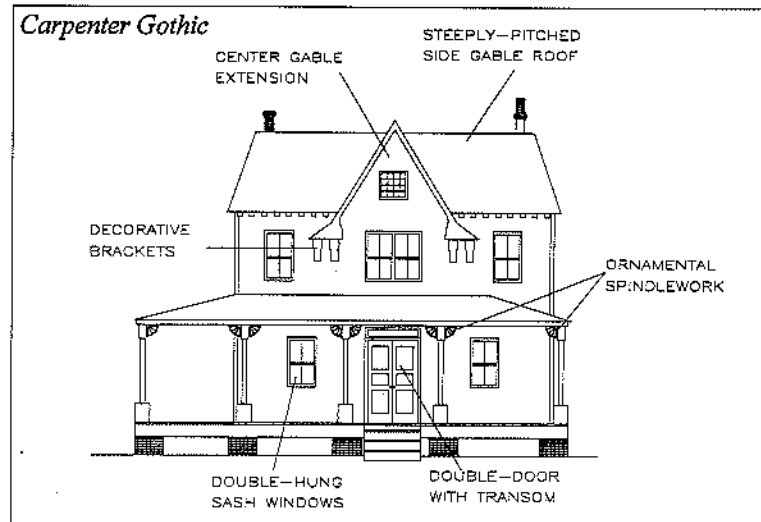 Carpenter Gothic
CENTER GABLE
EXTENSION
STEEPLY-PITCHED
SIDE GABLE ROOF
DECORATIVE
BRACKETS
ORNAMENTAL
SPINDLEWORK
DOUBLE-HUNG
SASH WINDOWS
DOUBLE-DOOR
WITH TRANSOM